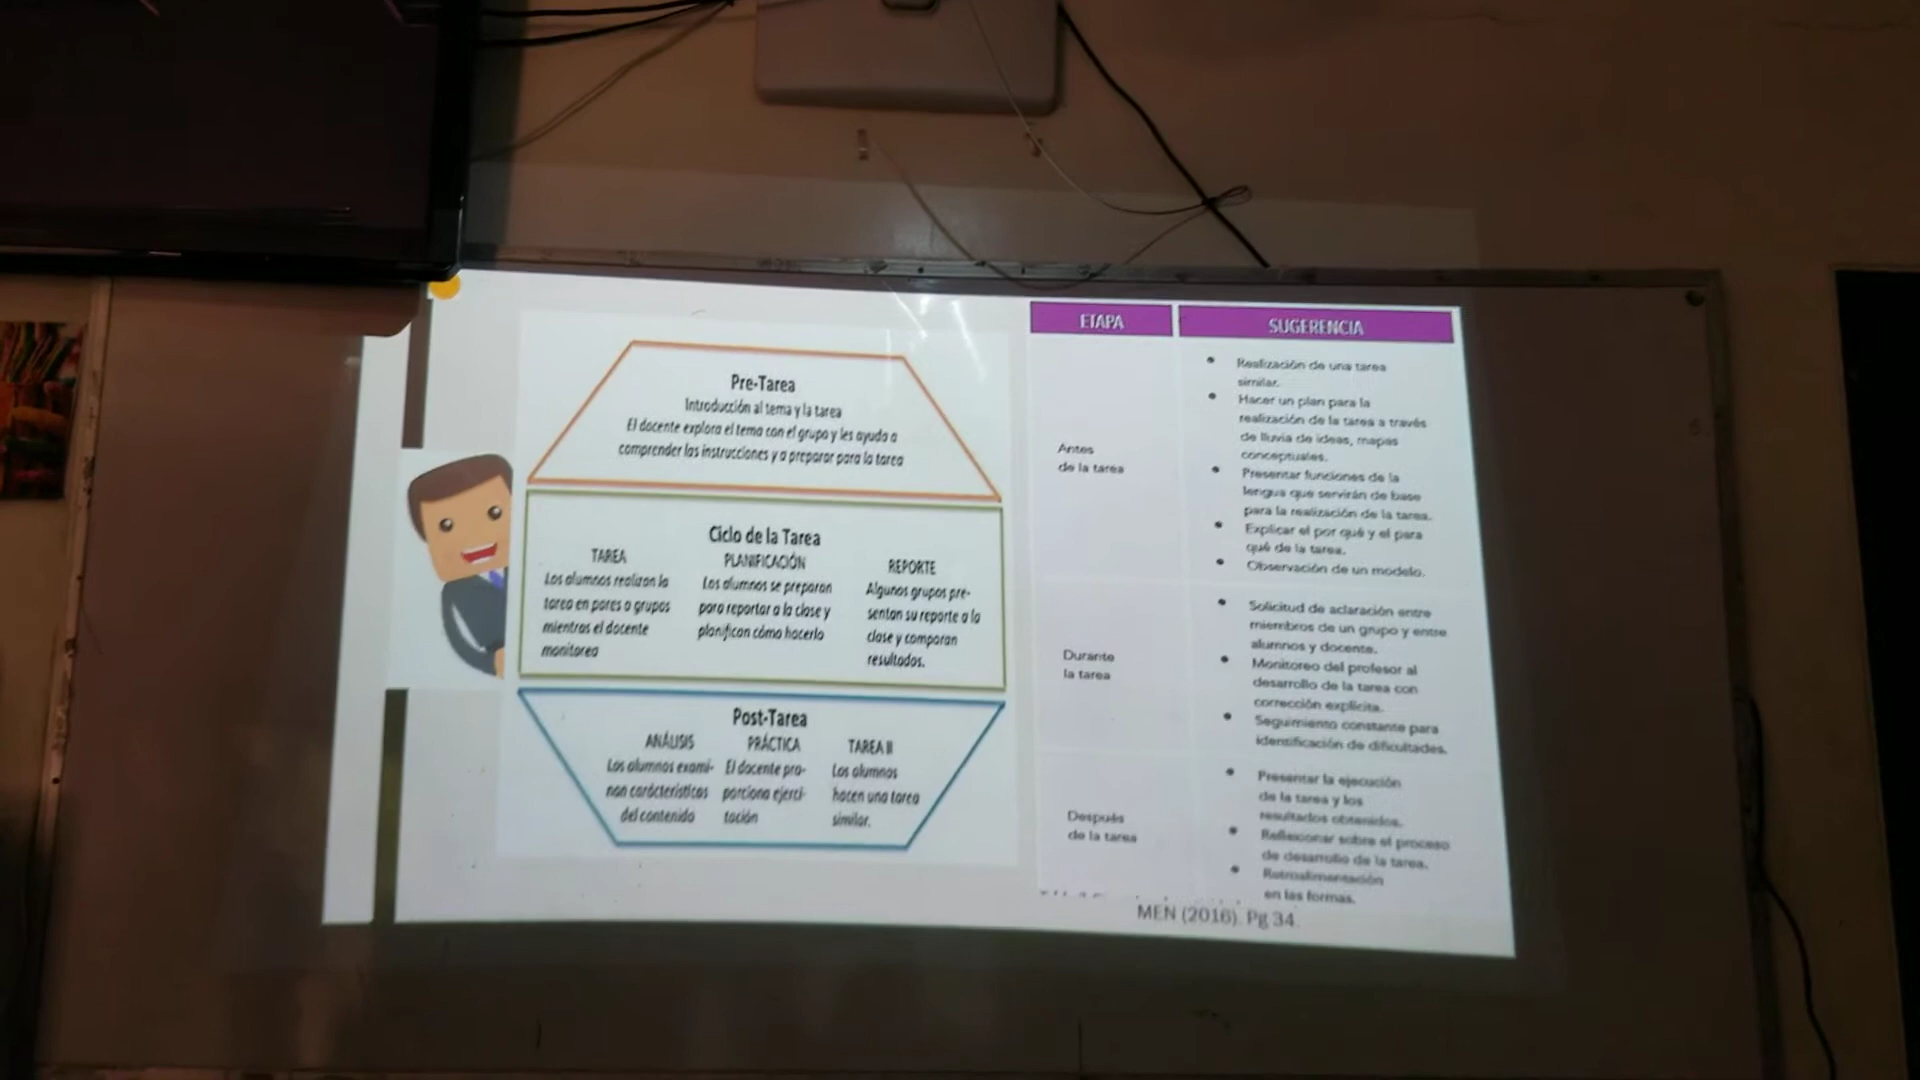 Pre-Tarea
Introducción al tema y la tarea
El docente explora el tema con el grupo y les ayuda a
comprender las instrucciones y a preparar para la tarea
Ciclo de la Tarea
TAREA
Los alumnos realizan la
tarea en pares o grupos
mientras el docente
monitorea
PLANIFICACIÓN
Los alumnos se preparan
para reportar a la clase y
planifican cómo hacerlo
REPORTE
Algunos grupos pre-
sentan su reporte a la
clase y comparan
resultados.
Post-Tarea
ANÁLISIS
Los alumnos exami-
nan carácterísticas
del contenido
PRÁCTICA
El docente pro-
porciona ejerci-
tación
TAREA II
Los alumnos
hacen una tarea
similar.
ETAPA
SUGERENCIA
Antes
de la tarea
• Realización de una tarea
similar.
• Hacer un plan para la
realización de la tarea a través
de lluvia de ideas, mapas
conceptuales.
• Presentar funciones de la
lengua que servirán de base
para la realización de la tarea.
• Explicar el por qué y el para
qué de la tarea.
• Observación de un modelo.
Durante
la tarea
• Solicitud de aclaración entre
miembros de un grupo y entre
alumnos y docente.
• Monitoreo del profesor al
desarrollo de la tarea con
corrección explícita.
• Seguimiento constante para
identificación de dificultades.
Después
de la tarea
• Presentar la ejecución
de la tarea y los
resultados obtenidos.
• Reflexionar sobre el proceso
de desarrollo de la tarea.
• Retroalimentación
en las formas.
MEN (2016). Pg 34.